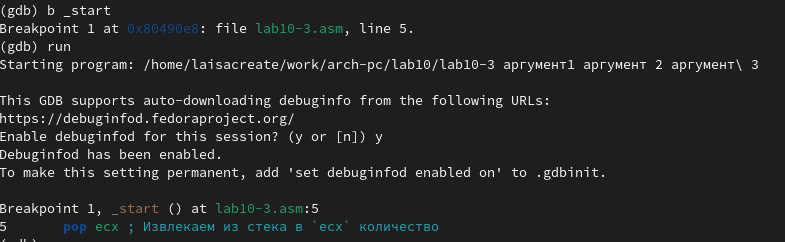 (gdb) b _start
Breakpoint 1 at 0x80490e8: file lab10-3.asm, line 5.
(gdb) run
Starting program: /home/laisacreate/work/arch-pc/lab10/lab10-3 аргумент1 аргумент 2 аргумент\ 3
This GDB supports auto-downloading debuginfo from the following URLs:
https://debuginfod.fedoraproject.org/
Enable debuginfod for this session? (y or [n]) y
Debuginfod has been enabled.
To make this setting permanent, add 'set debuginfod enabled on' to .gdbinit.
Breakpoint 1, _start () at lab10-3.asm:5
5 pop ecx ; Извлекаем из стека в `ecx` количество